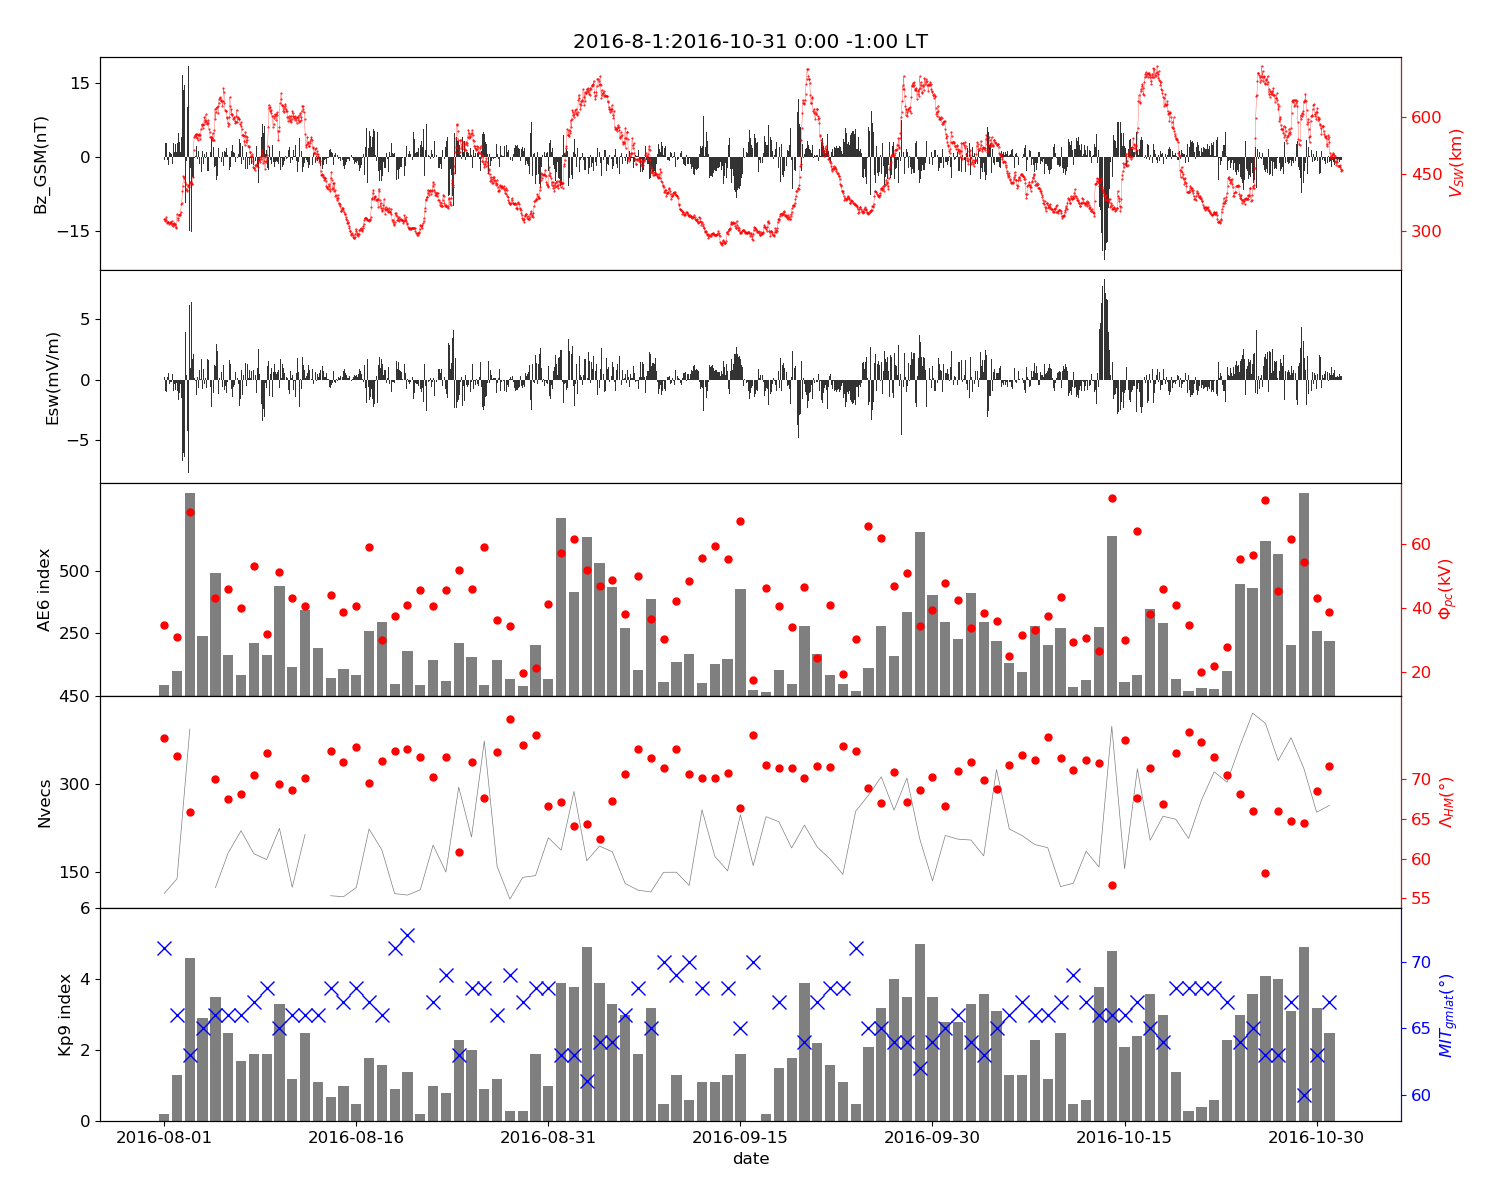 2016-8-1:2016-10-31 0:00 -1:00 LT
Bz_GSM(nT)
15
0
−15
600
450
300
V_SW(km)
Esw(mV/m)
5
0
−5
AE6 index
500
250
60
40
20
Φ_pc(kV)
Nvecs
450
300
150
70
65
60
55
Λ_HM(°)
Kp9 index
6
4
2
0
70
65
60
MIT_gmlat(°)
2016-08-01 2016-08-16 2016-08-31 2016-09-15 2016-09-30 2016-10-15 2016-10-30
date